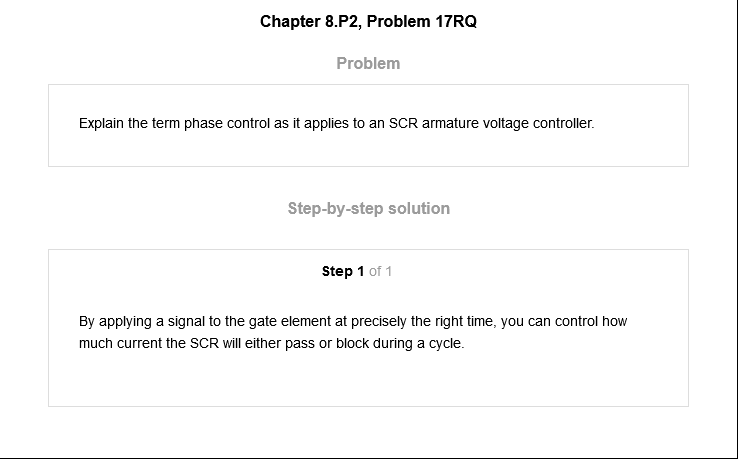 Chapter 8.P2, Problem 17RQ
Problem
Explain the term phase control as it applies to an SCR armature voltage controller.
Step-by-step solution
Step 1 of 1
By applying a signal to the gate element at precisely the right time, you can control how
much current the SCR will either pass or block during a cycle.